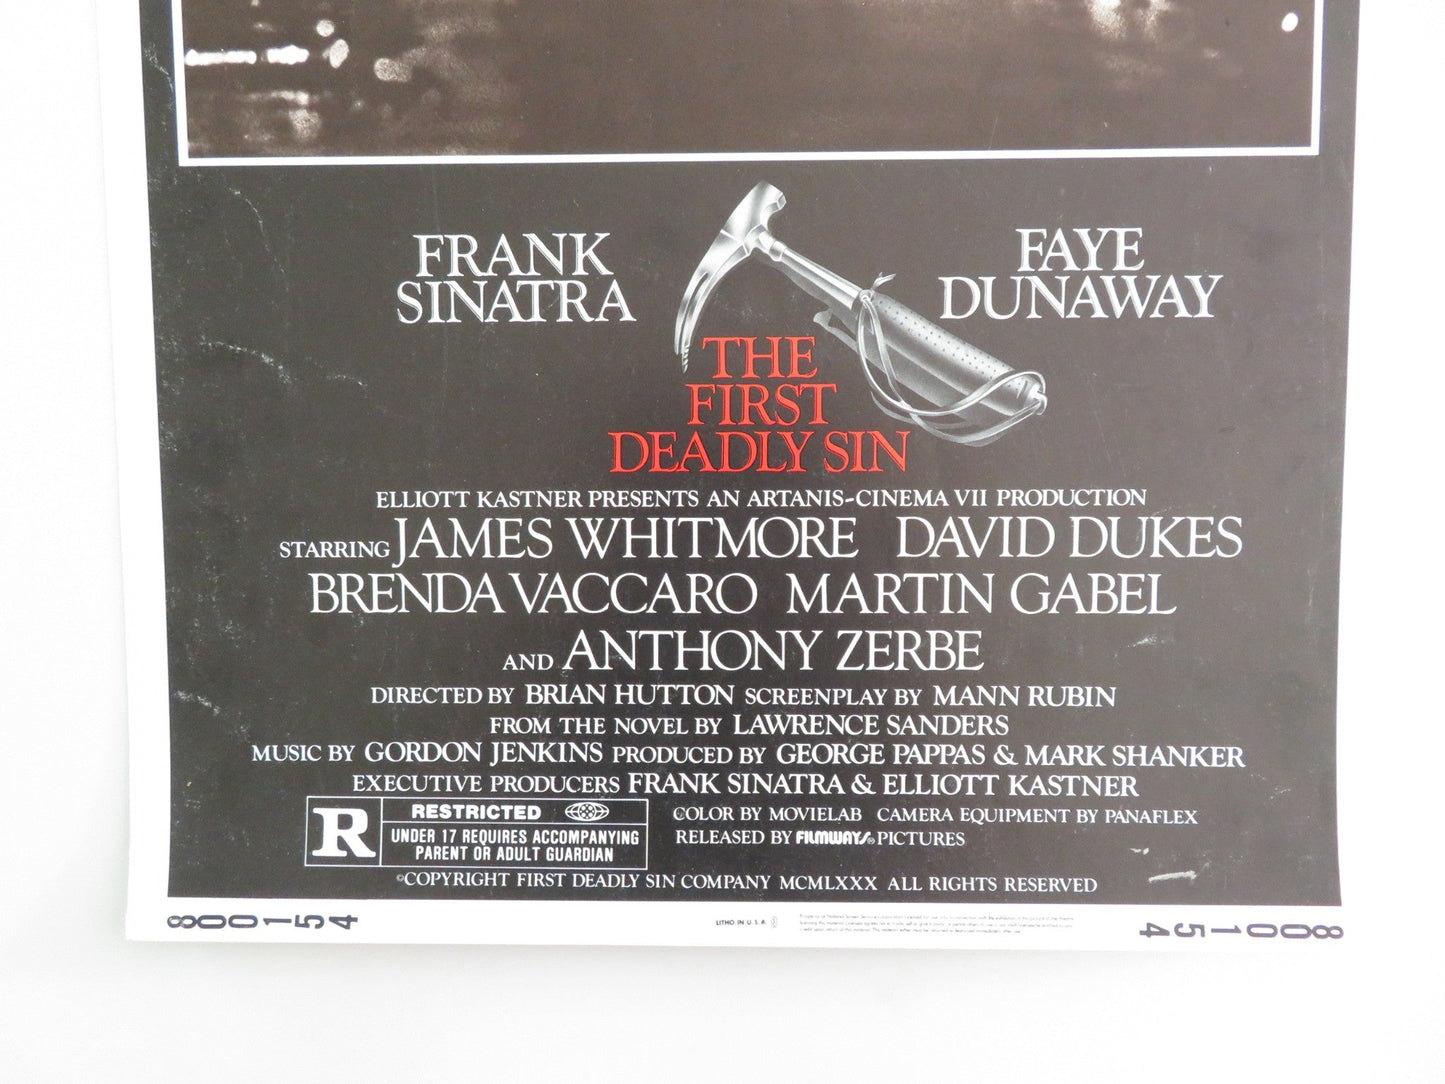 FRANK
SINATRA
FAYE
DUNAWAY
THE
FIRST
DEADLY SIN
ELLIOTT KASTNER PRESENTS AN ARTANIS-CINEMA VII PRODUCTION
STARRING JAMES WHITMORE DAVID DUKES
BRENDA VACCARO MARTIN GABEL
AND ANTHONY ZERBE
DIRECTED BY BRIAN HUTTON SCREENPLAY BY MANN RUBIN
FROM THE NOVEL BY LAWRENCE SANDERS
MUSIC BY GORDON JENKINS PRODUCED BY GEORGE PAPPAS & MARK SHANKER
EXECUTIVE PRODUCERS FRANK SINATRA & ELLIOTT KASTNER
R
RESTRICTED
UNDER 17 REQUIRES ACCOMPANYING
PARENT OR ADULT GUARDIAN
COLOR BY MOVIELAB CAMERA EQUIPMENT BY PANAFLEX
RELEASED BY FILMWAYS® PICTURES
©COPYRIGHT FIRST DEADLY SIN COMPANY MCMLXXX ALL RIGHTS RESERVED
800154
LITHO. IN U.S.A.
800154